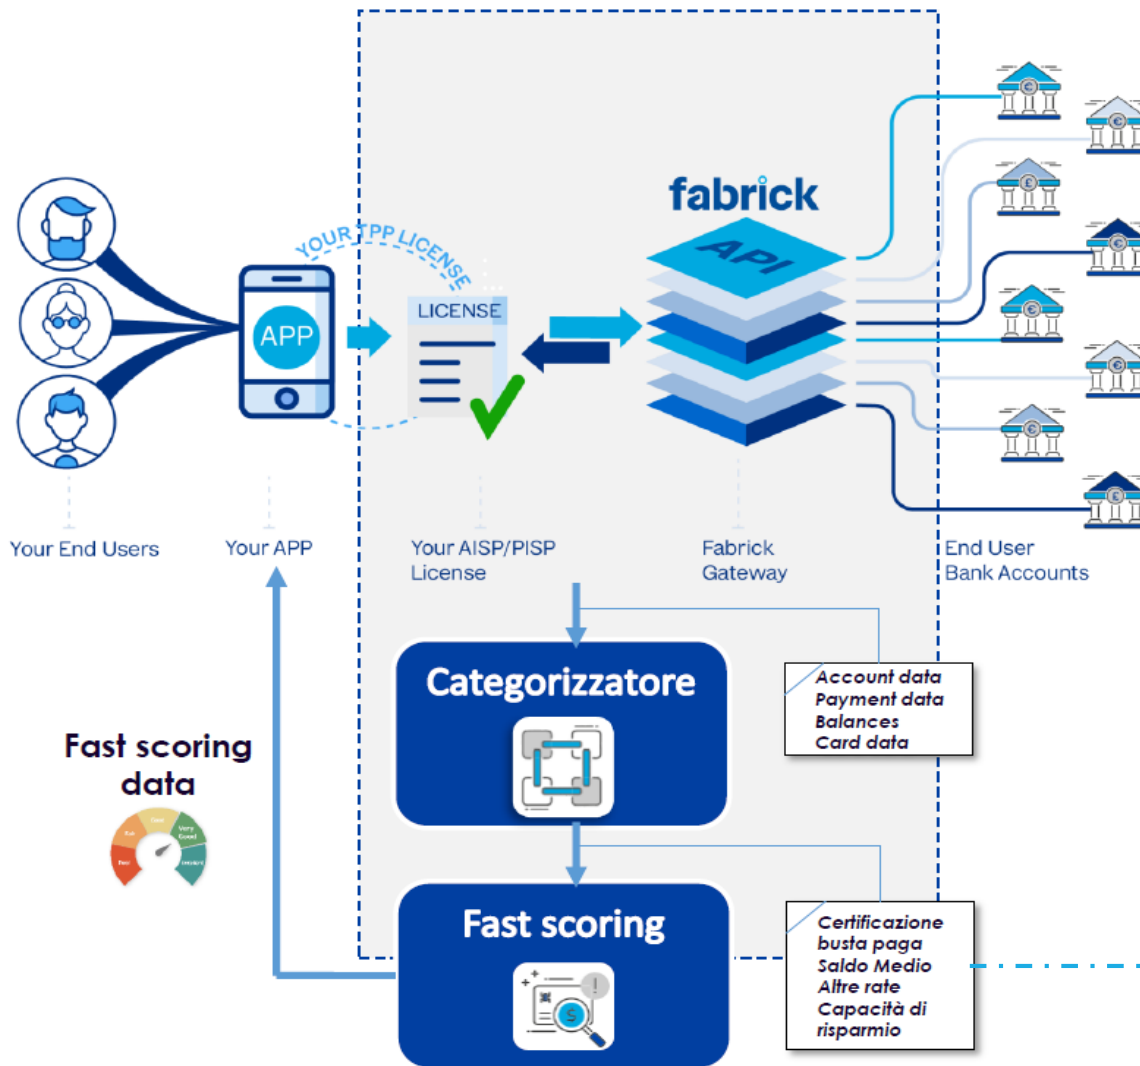 fabrick
API
YOUR TPP LICENSE
LICENSE
APP
Your End Users
Your APP
Your AISP/PISP
License
Fabrick
Gateway
End User
Bank Accounts
Categorizzatore
Account data
Payment data
Balances
Card data
Fast scoring
data
Very
Good
Fast scoring
$
Certificazione
busta paga
Saldo Medio
Altre rate
Capacità di
risparmio